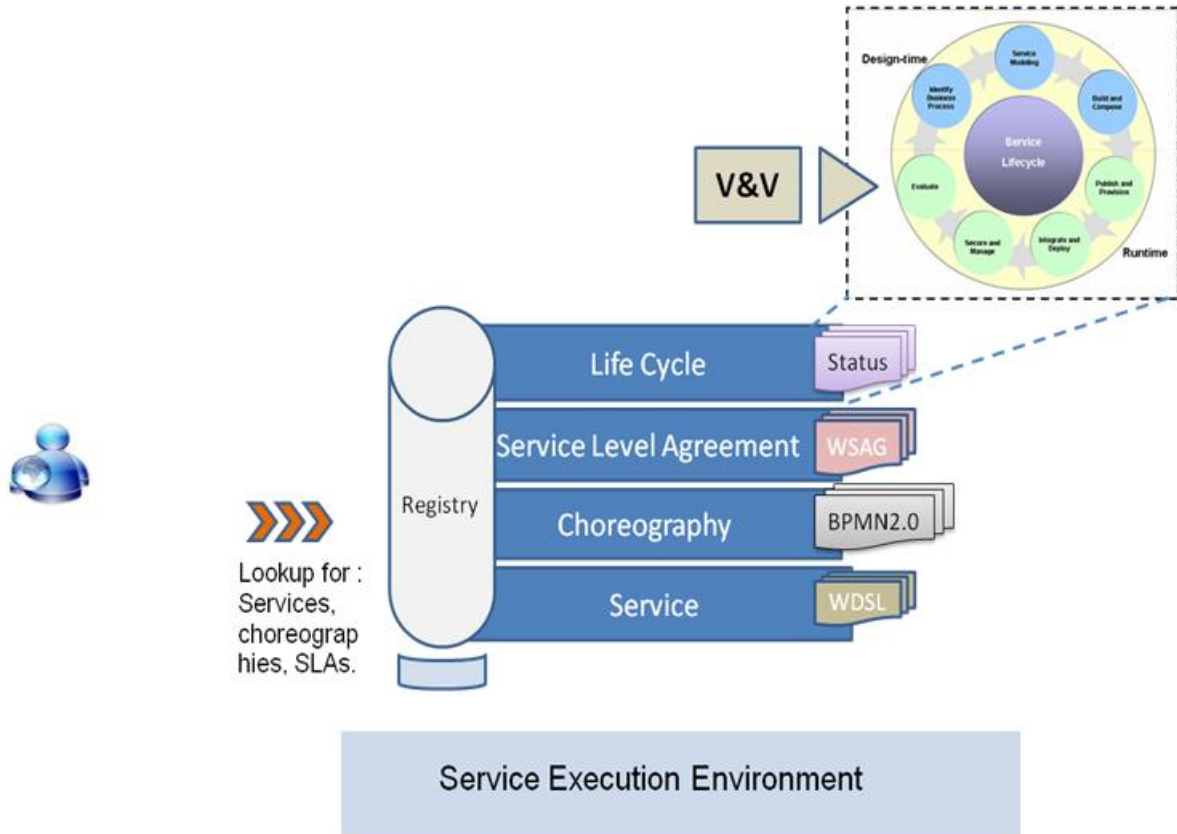 Design-time
Service
Modeling
Identify
Business
Process
Build and
Compose
Service
Lifecycle
V&V
Evaluate
Publish and
Provision
Secure and
Manage
Integrate and
Deploy
Runtime
Life Cycle
Status
Service Level Agreement
WSAG
Registry
Choreography
BPMN2.0
Lookup for :
Services,
choreograp
hies, SLAs.
Service
WDSL
Service Execution Environment